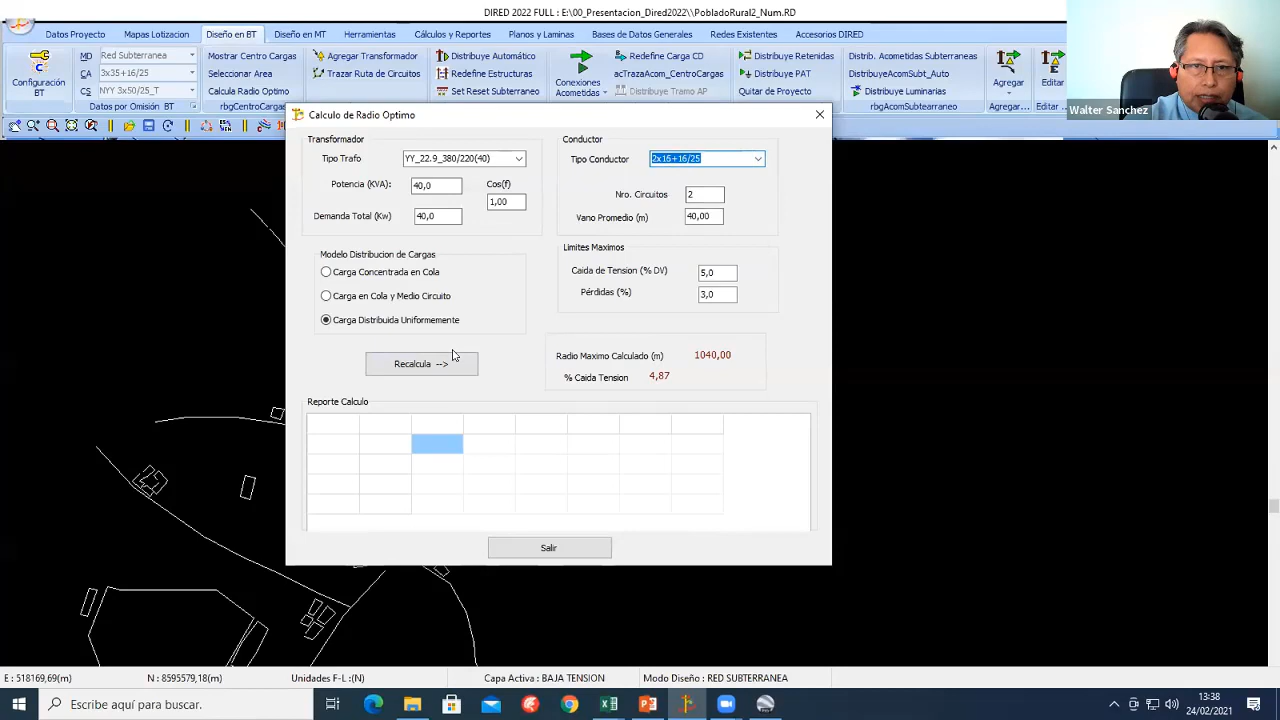 DIRED 2022 FULL : E:\00_Presentacion_Dired2022\\PobladoRural2_Num.RD
Datos Proyecto
Mapas Lotizacion
Diseño en BT
Diseño en MT
Herramientas
Cálculos y Reportes
Planos y Laminas
Bases de Datos Generales
Redes Existentes
Accesorios DIRED
Configuración BT
MD Red Subterranea
CA 3x35+16/25
CS NYY 3x50/25_T
Datos por Omisión BT
Mostrar Centro Cargas
Seleccionar Area
Calcula Radio Optimo
rbgCentroCargas
Agregar Transformador
Trazar Ruta de Circuitos
Distribuye Automático
Redefine Estructuras
Set Reset Subterraneo
Conexiones Acometidas
Redefine Carga CD
acTrazaAcom_CentroCargas
Distribuye Tramo AP
Distribuye Retenidas
Distribuye PAT
Quitar de Proyecto
Distrib. Acometidas Subterraneas
DistribuyeAcomSubt_Auto
Distribuye Luminarias
rbgAcomSubtearraneo
Agregar
Agregar...
Editar
Editar ...
Walter Sanchez
Calculo de Radio Optimo
Transformador
Tipo Trafo YY_22.9_380/220(40)
Potencia (KVA): 40,0
Cos(f)
1,00
Demanda Total (Kw) 40,0
Conductor
Tipo Conductor 2x16+16/25
Nro. Circuitos 2
Vano Promedio (m) 40,00
Modelo Distribucion de Cargas
Carga Concentrada en Cola
Carga en Cola y Medio Circuito
Carga Distribuida Uniformemente
Limites Maximos
Caida de Tension (% DV) 5,0
Pérdidas (%) 3,0
Recalcula -->
Radio Maximo Calculado (m) 1040,00
% Caida Tension 4,87
Reporte Calculo
Salir
E : 518169,69(m)
N : 8595579,18(m)
Unidades F-L :(N)
Capa Activa : BAJA TENSION
Modo Diseño : RED SUBTERRANEA
Escribe aquí para buscar.
13:38
24/02/2021